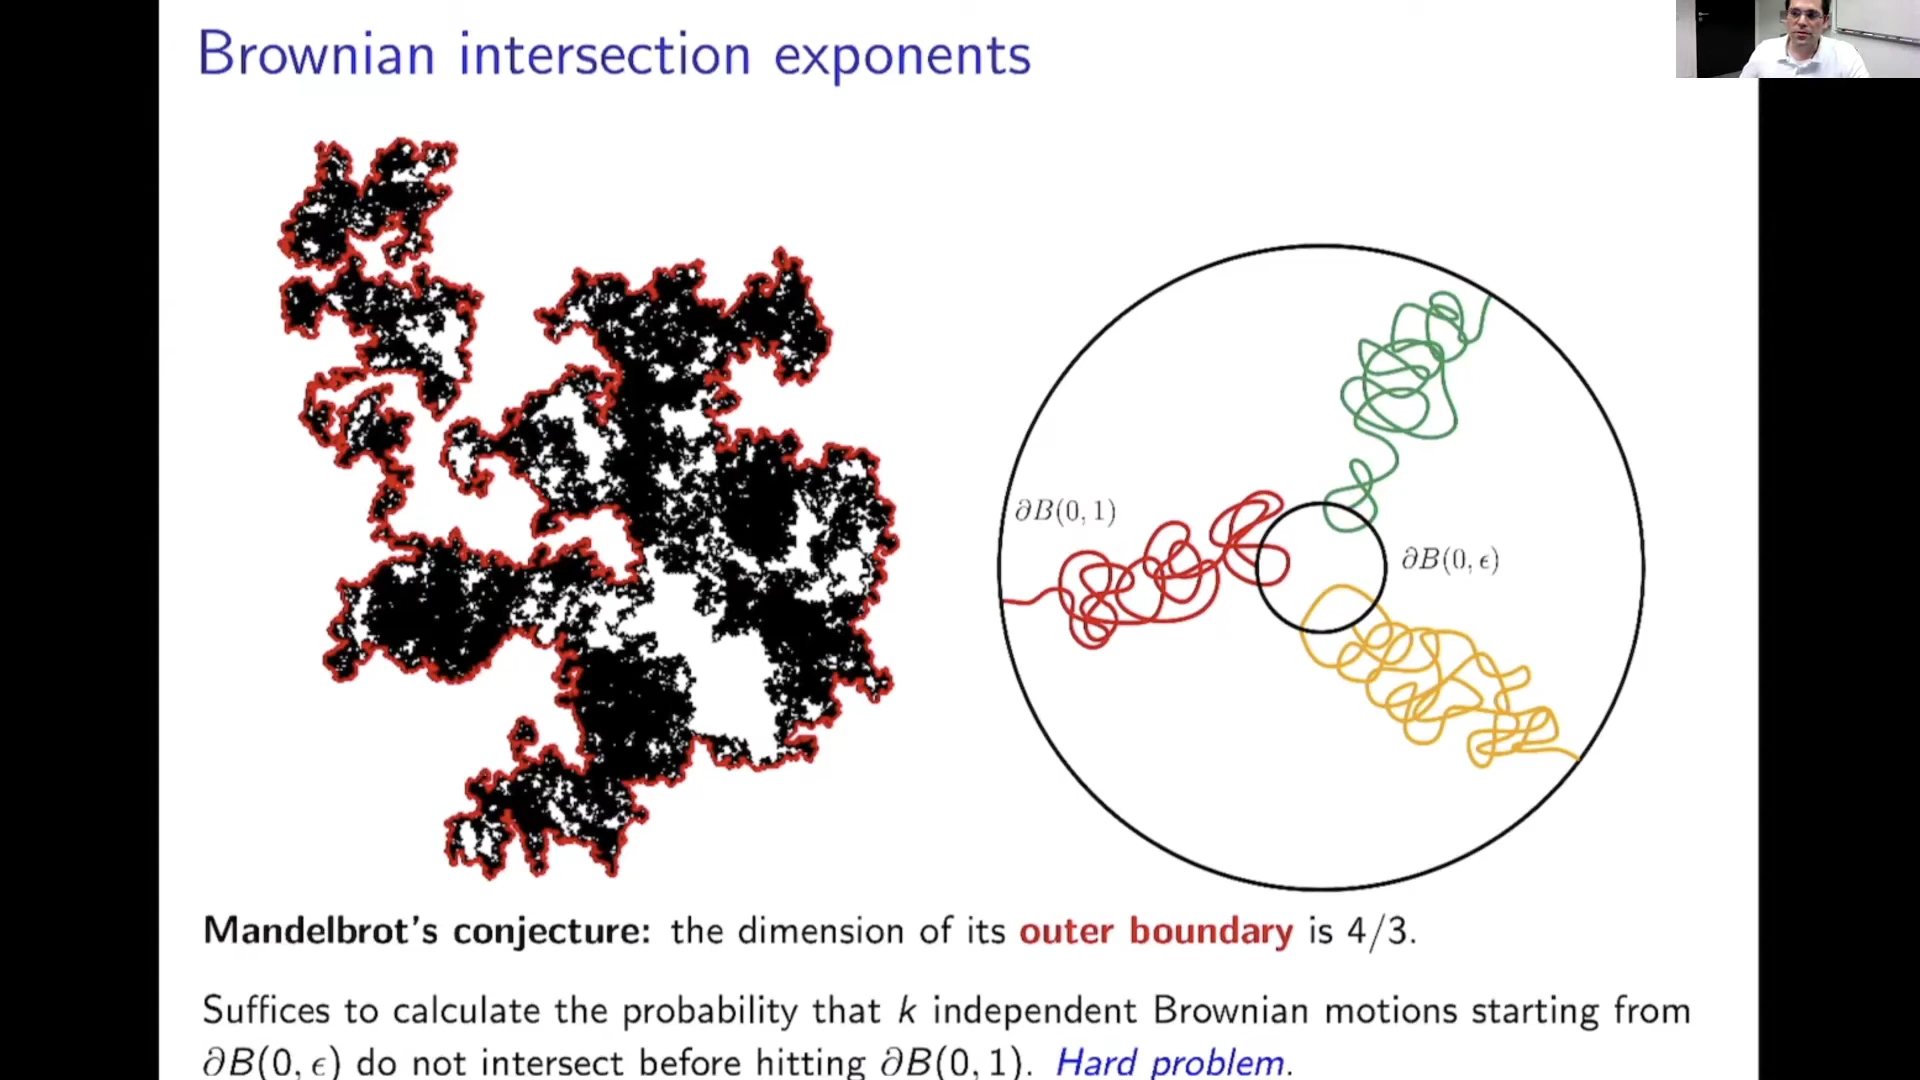 Brownian intersection exponents
∂B(0, 1)
∂B(0, ϵ)
Mandelbrot's conjecture: the dimension of its outer boundary is 4/3.
Suffices to calculate the probability that k independent Brownian motions starting from
∂B(0, ϵ) do not intersect before hitting ∂B(0, 1). Hard problem.